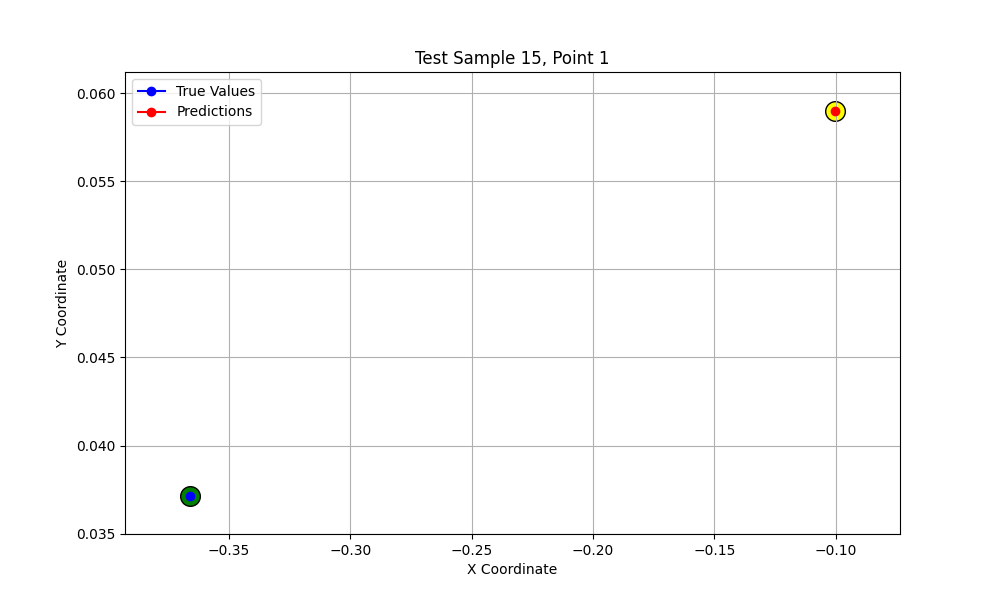 Test Sample 15, Point 1
True Values
Predictions
0.060
0.055
0.050
0.045
0.040
0.035
Y Coordinate
−0.35
−0.30
−0.25
−0.20
−0.15
−0.10
X Coordinate